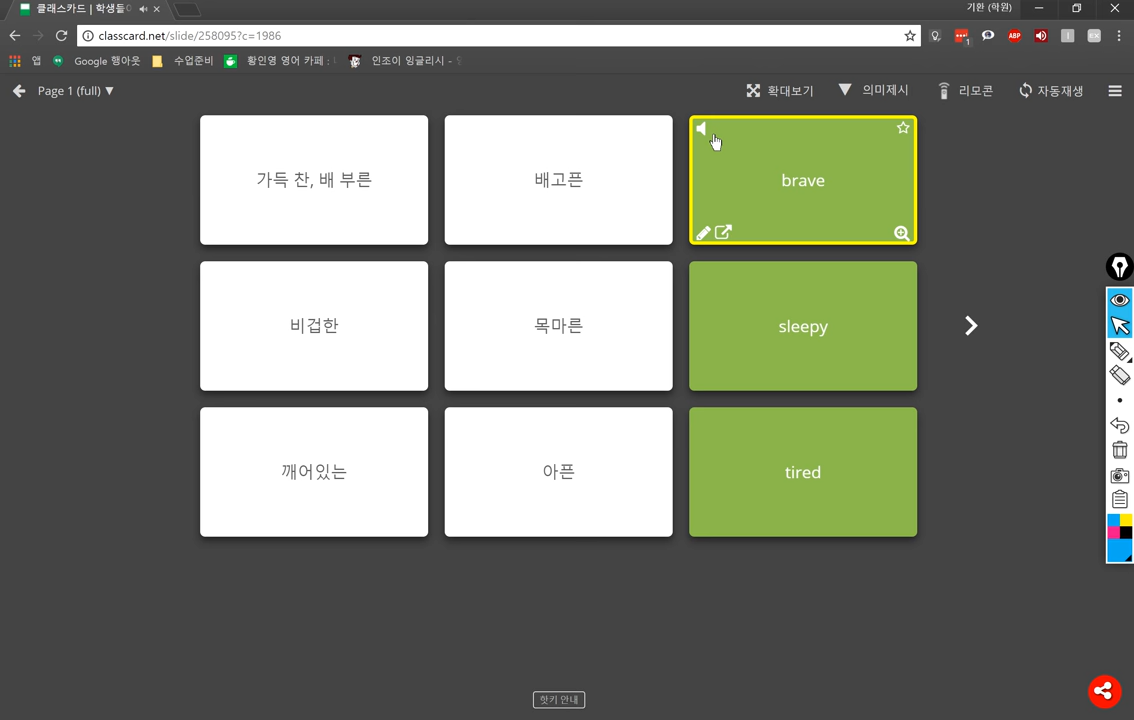 클래스카드 | 학생들이
기환 (학원)
classcard.net/slide/258095?c=1986
1
ABP
앱
Google 행아웃
수업준비
황인영 영어 카페 :
인조이 잉글리시 -
Page 1 (full) ▼
확대보기
▼ 의미제시
리모콘
자동재생
가득 찬, 배 부른
배고픈
brave
비겁한
목마른
sleepy
깨어있는
아픈
tired
핫키 안내